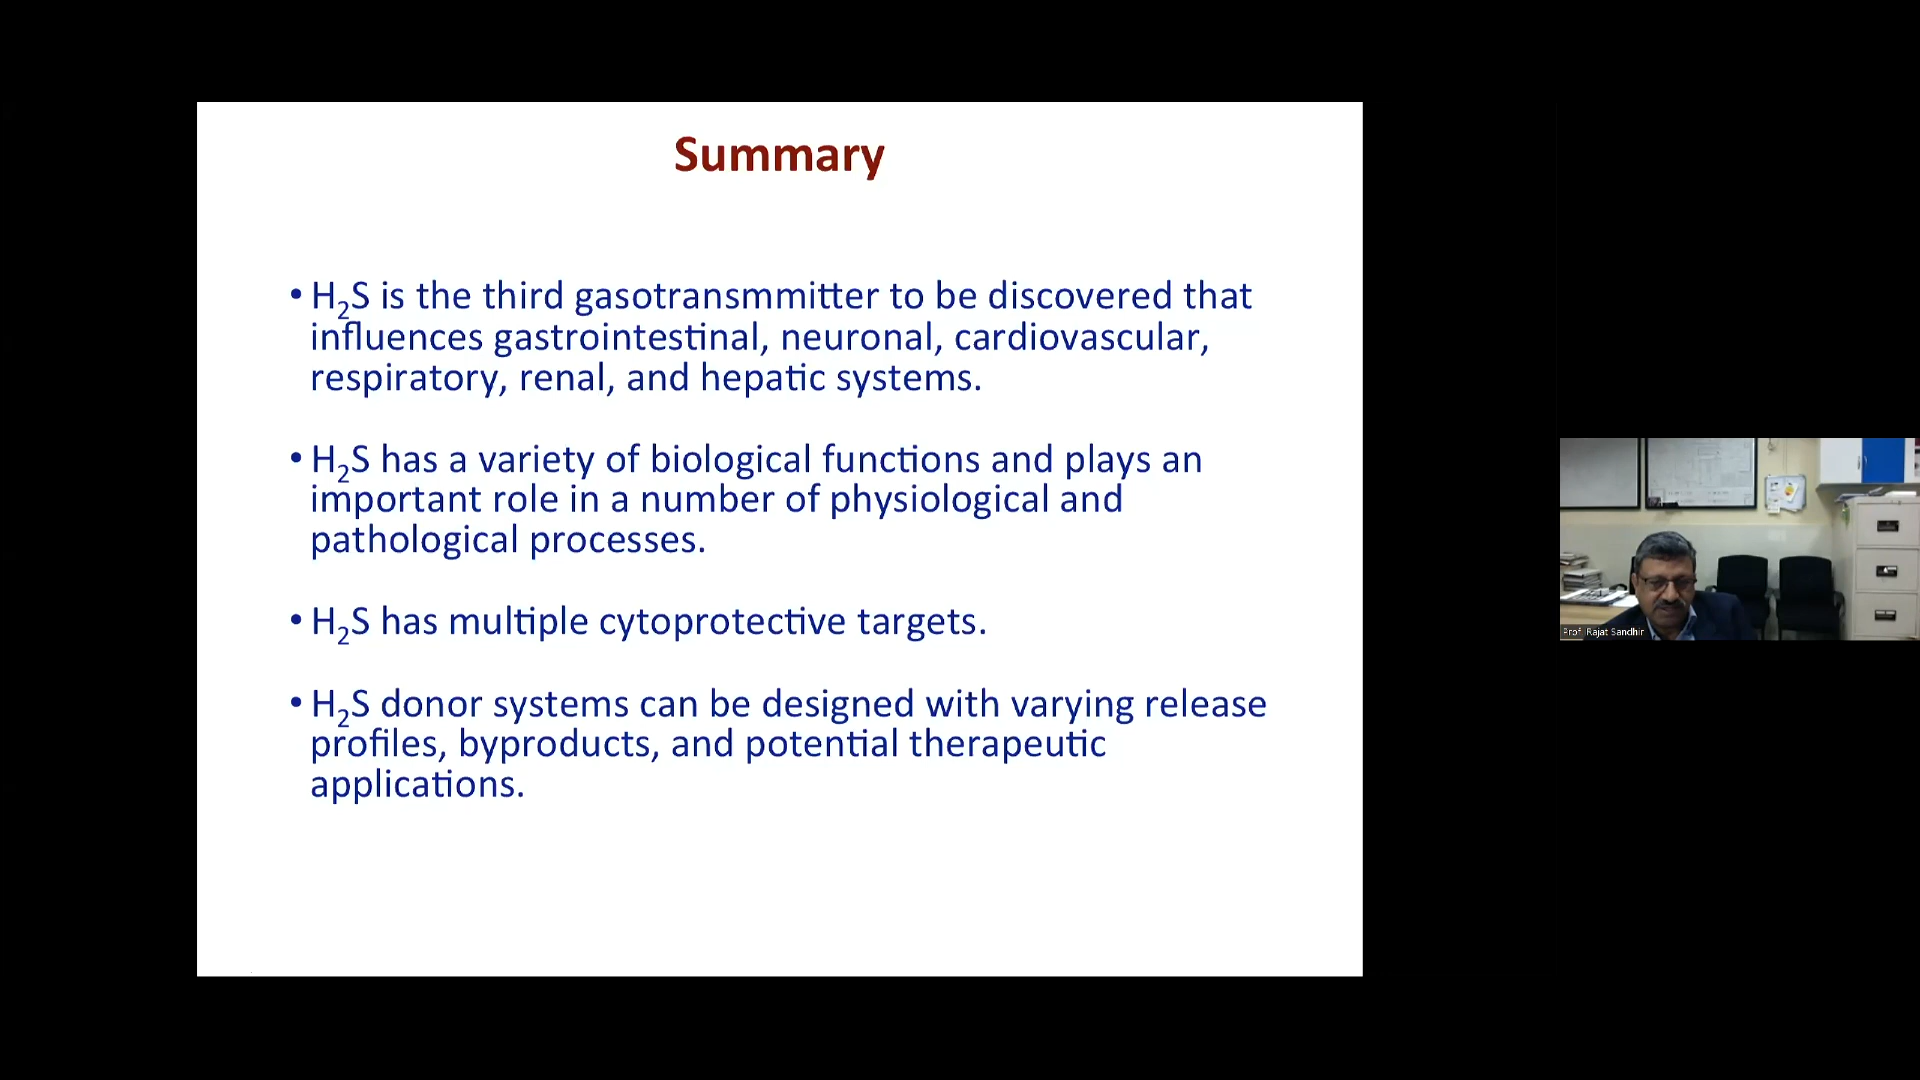 Summary
• H₂S is the third gasotransmmitter to be discovered that
influences gastrointestinal, neuronal, cardiovascular,
respiratory, renal, and hepatic systems.
• H₂S has a variety of biological functions and plays an
important role in a number of physiological and
pathological processes.
• H₂S has multiple cytoprotective targets.
• H₂S donor systems can be designed with varying release
profiles, byproducts, and potential therapeutic
applications.
Prof. Rajat Sandhir